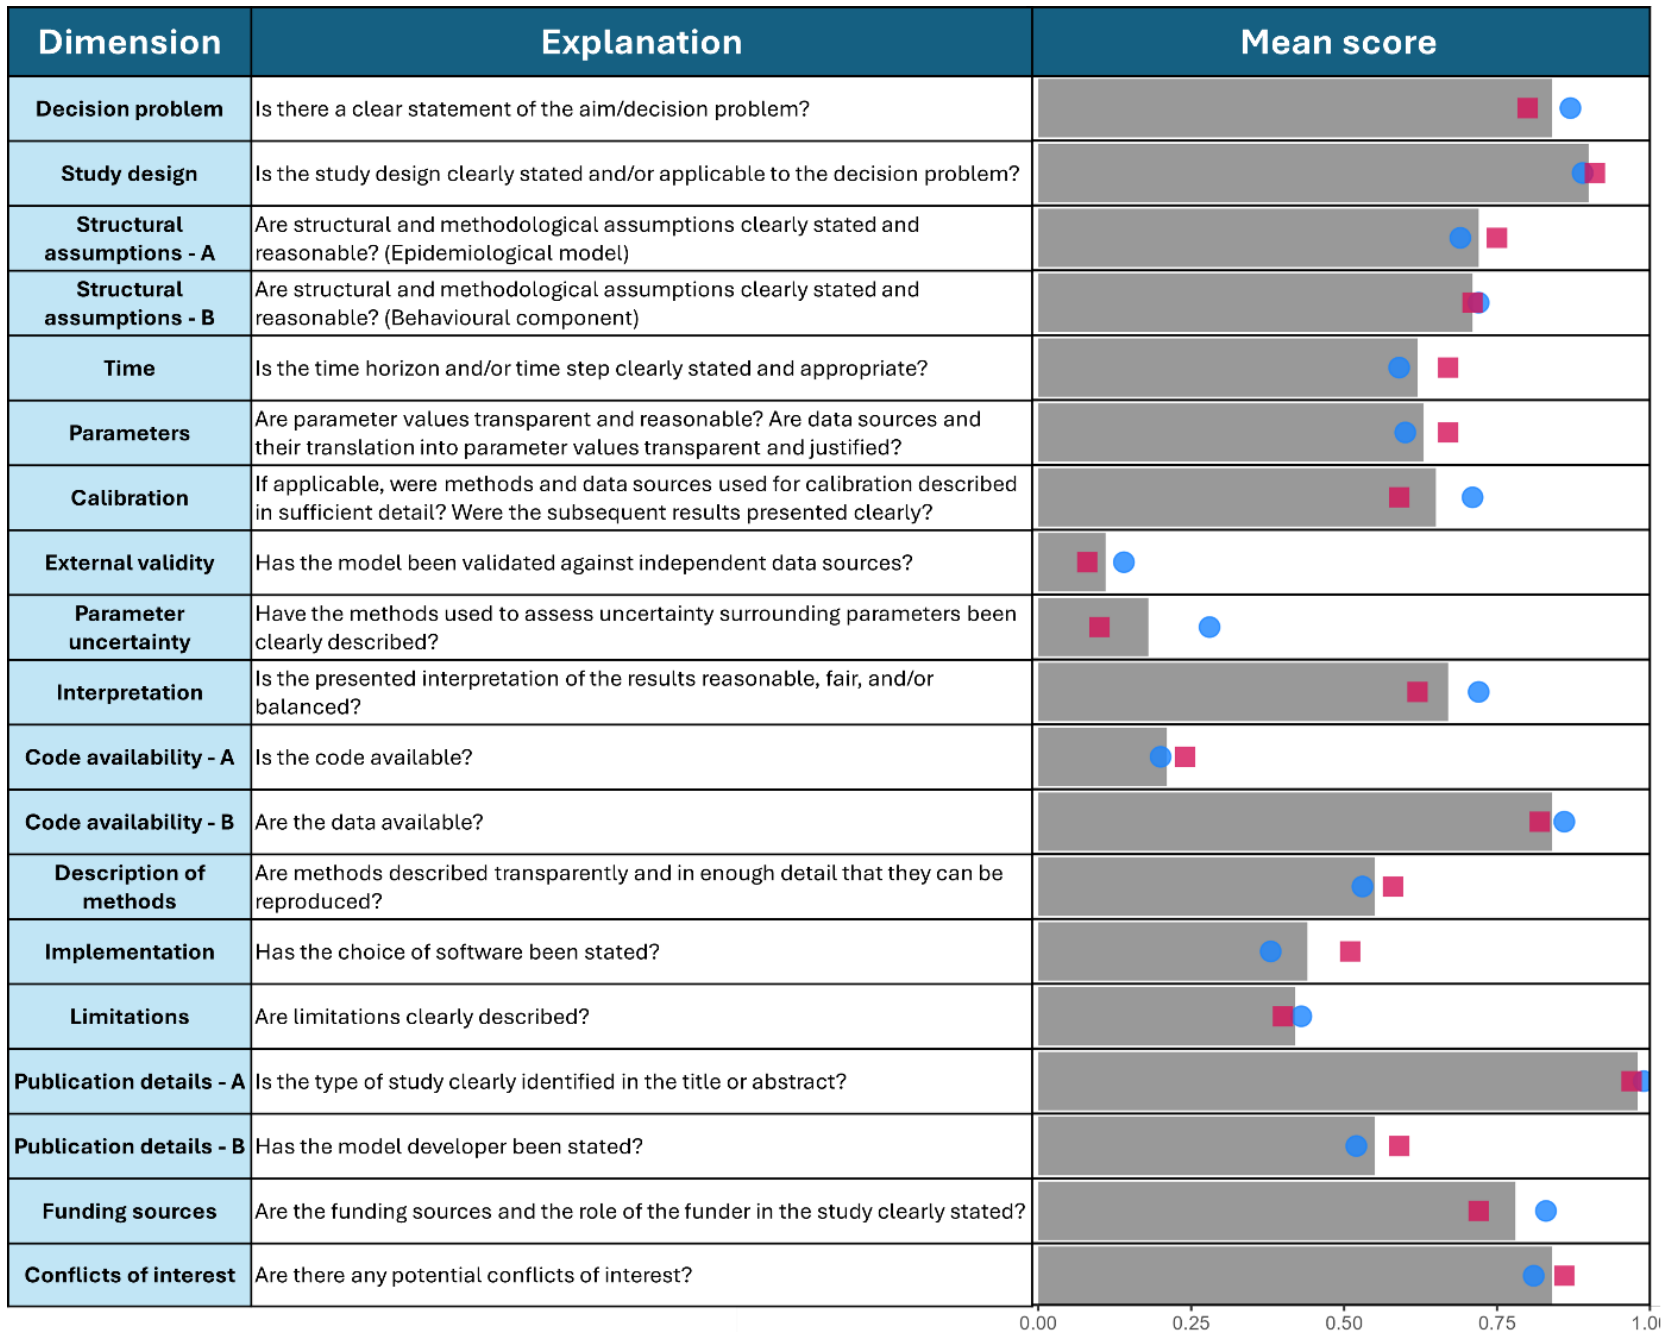 Dimension Explanation Mean score
Decision problem Is there a clear statement of the aim/decision problem?
Study design Is the study design clearly stated and/or applicable to the decision problem?
Structural
assumptions - A
Are structural and methodological assumptions clearly stated and
reasonable? (Epidemiological model)
Structural
assumptions - B
Are structural and methodological assumptions clearly stated and
reasonable? (Behavioural component)
Time Is the time horizon and/or time step clearly stated and appropriate?
Parameters
Are parameter values transparent and reasonable? Are data sources and
their translation into parameter values transparent and justified?
Calibration
If applicable, were methods and data sources used for calibration described
in sufficient detail? Were the subsequent results presented clearly?
External validity Has the model been validated against independent data sources?
Parameter
uncertainty
Have the methods used to assess uncertainty surrounding parameters been
clearly described?
Interpretation
Is the presented interpretation of the results reasonable, fair, and/or
balanced?
Code availability - A Is the code available?
Code availability - B Are the data available?
Description of
methods
Are methods described transparently and in enough detail that they can be
reproduced?
Implementation Has the choice of software been stated?
Limitations Are limitations clearly described?
Publication details - A Is the type of study clearly identified in the title or abstract?
Publication details - B Has the model developer been stated?
Funding sources Are the funding sources and the role of the funder in the study clearly stated?
Conflicts of interest Are there any potential conflicts of interest?
0.00 0.25 0.50 0.75